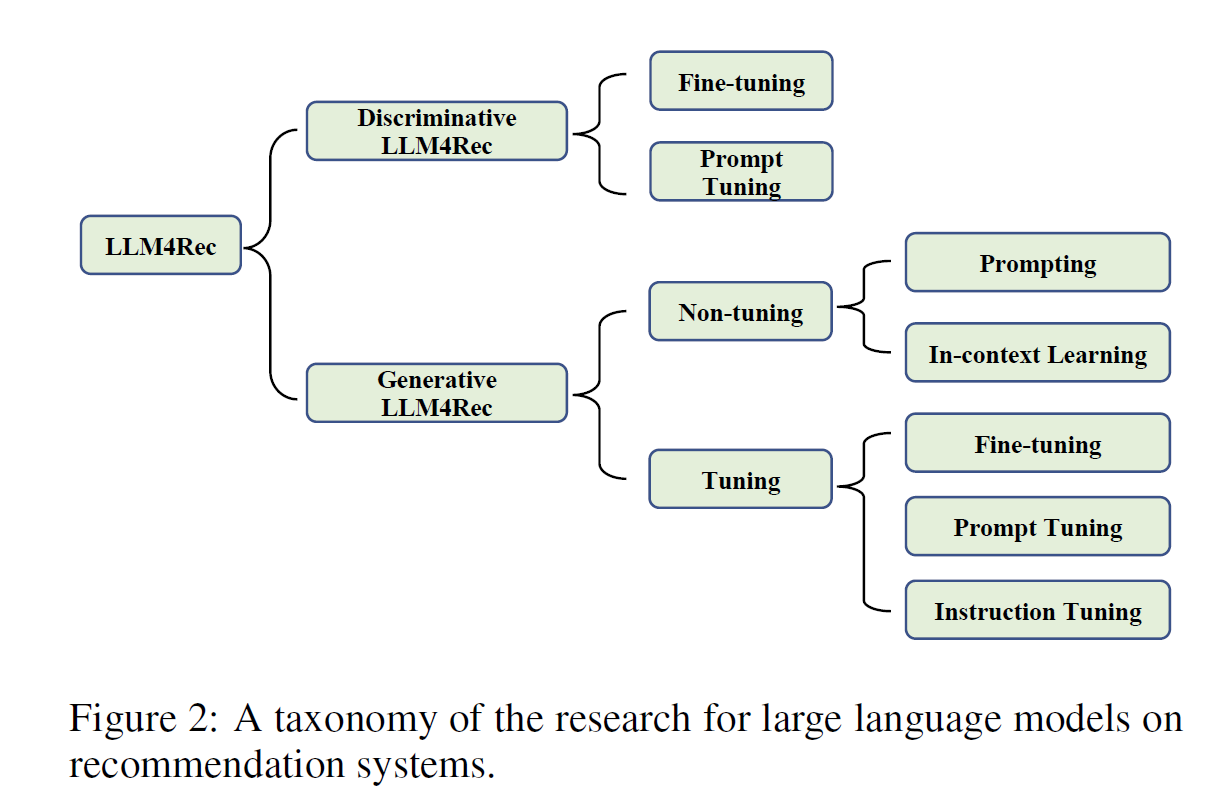 LLM4Rec
Discriminative
LLM4Rec
Fine-tuning
Prompt
Tuning
Generative
LLM4Rec
Non-tuning
Prompting
In-context Learning
Tuning
Fine-tuning
Prompt Tuning
Instruction Tuning
Figure 2: A taxonomy of the research for large language models on
recommendation systems.